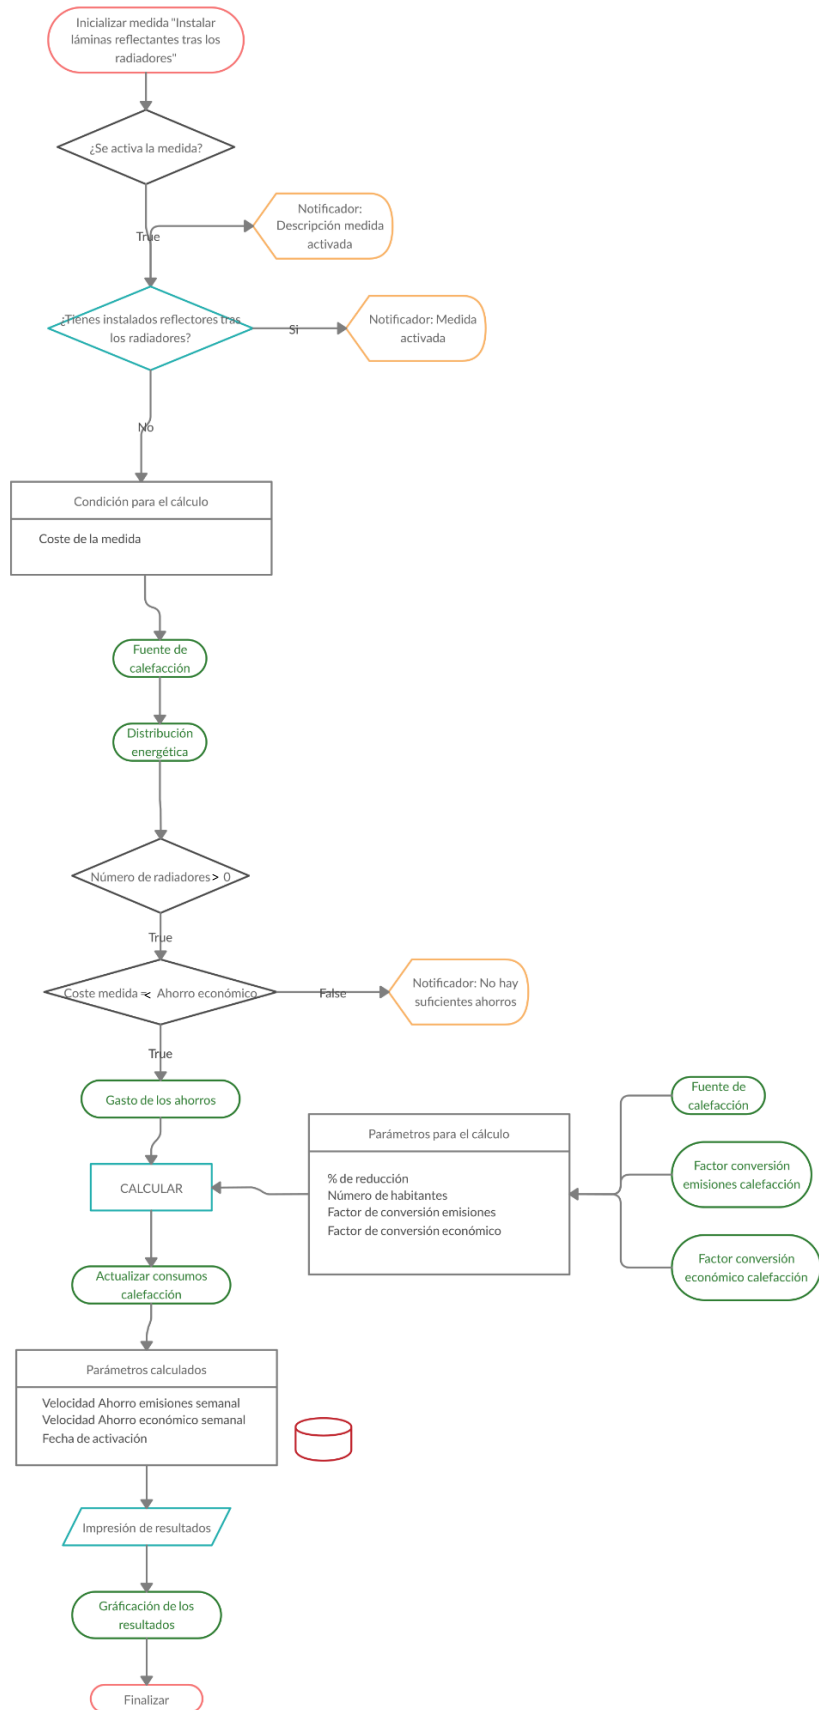 Inicializar medida "Instalar
láminas reflectantes tras los
radiadores"
¿Se activa la medida?
True
Notificador:
Descripción medida
activada
¿Tienes instalados reflectores tras
los radiadores?
Si
Notificador: Medida
activada
No
Condición para el cálculo
Coste de la medida
Fuente de
calefacción
Distribución
energética
Número de radiadores > 0
True
Coste medida =< Ahorro económico
False
Notificador: No hay
suficientes ahorros
True
Gasto de los ahorros
CALCULAR
Parámetros para el cálculo
% de reducción
Número de habitantes
Factor de conversión emisiones
Factor de conversión económico
Fuente de
calefacción
Factor conversión
emisiones calefacción
Factor conversión
económico calefacción
Actualizar consumos
calefacción
Parámetros calculados
Velocidad Ahorro emisiones semanal
Velocidad Ahorro económico semanal
Fecha de activación
Impresión de resultados
Gráficación de los
resultados
Finalizar